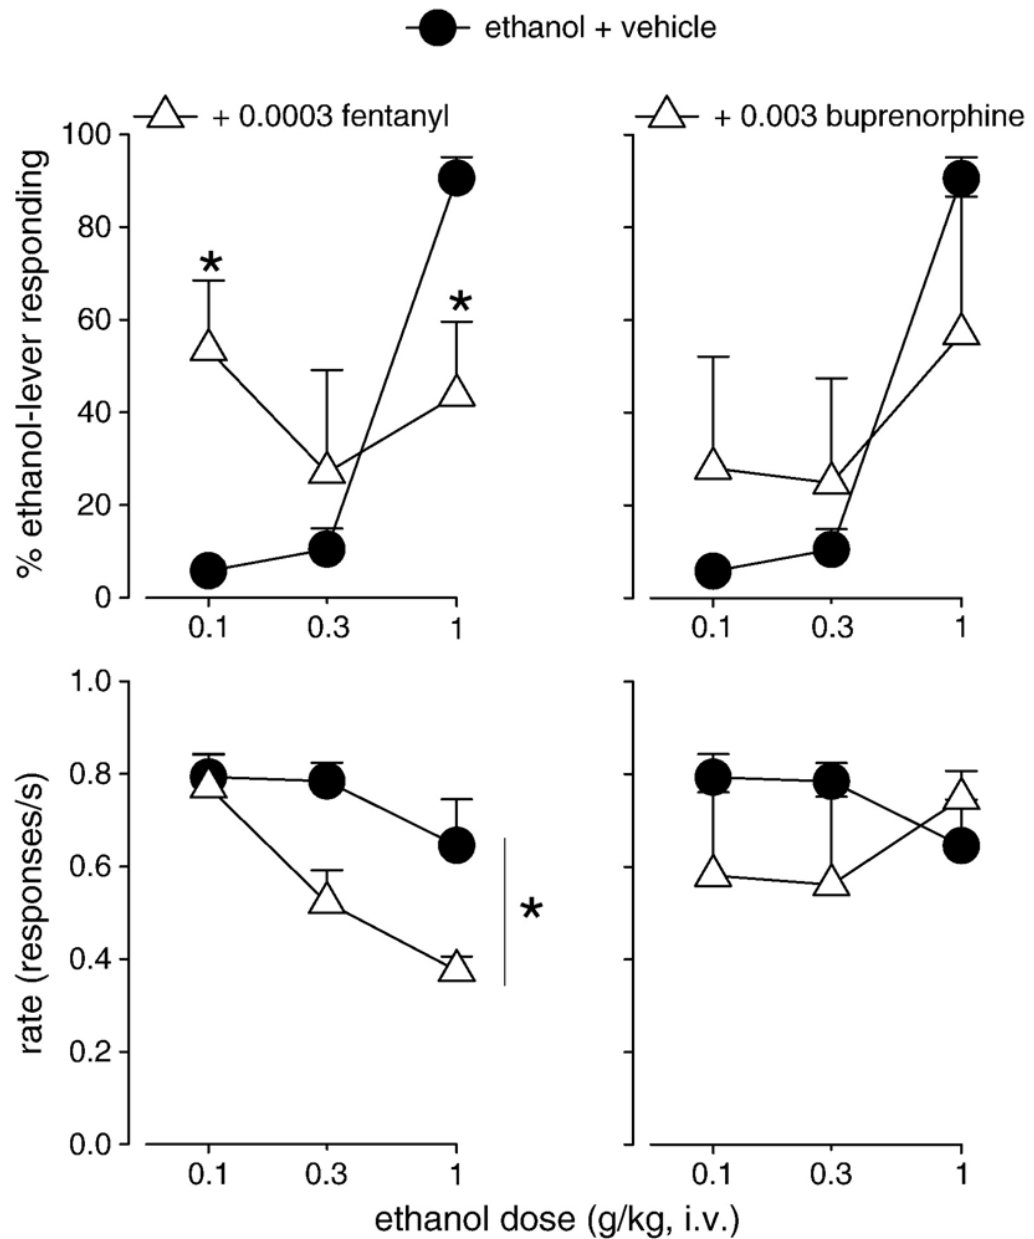 ethanol + vehicle
+ 0.0003 fentanyl
+ 0.003 buprenorphine
% ethanol-lever responding
100
80
60
40
20
0
*
*
0.1 0.3 1
0.1 0.3 1
rate (responses/s)
1.0
0.8
0.6
0.4
0.2
0.0
*
0.1 0.3 1
0.1 0.3 1
ethanol dose (g/kg, i.v.)